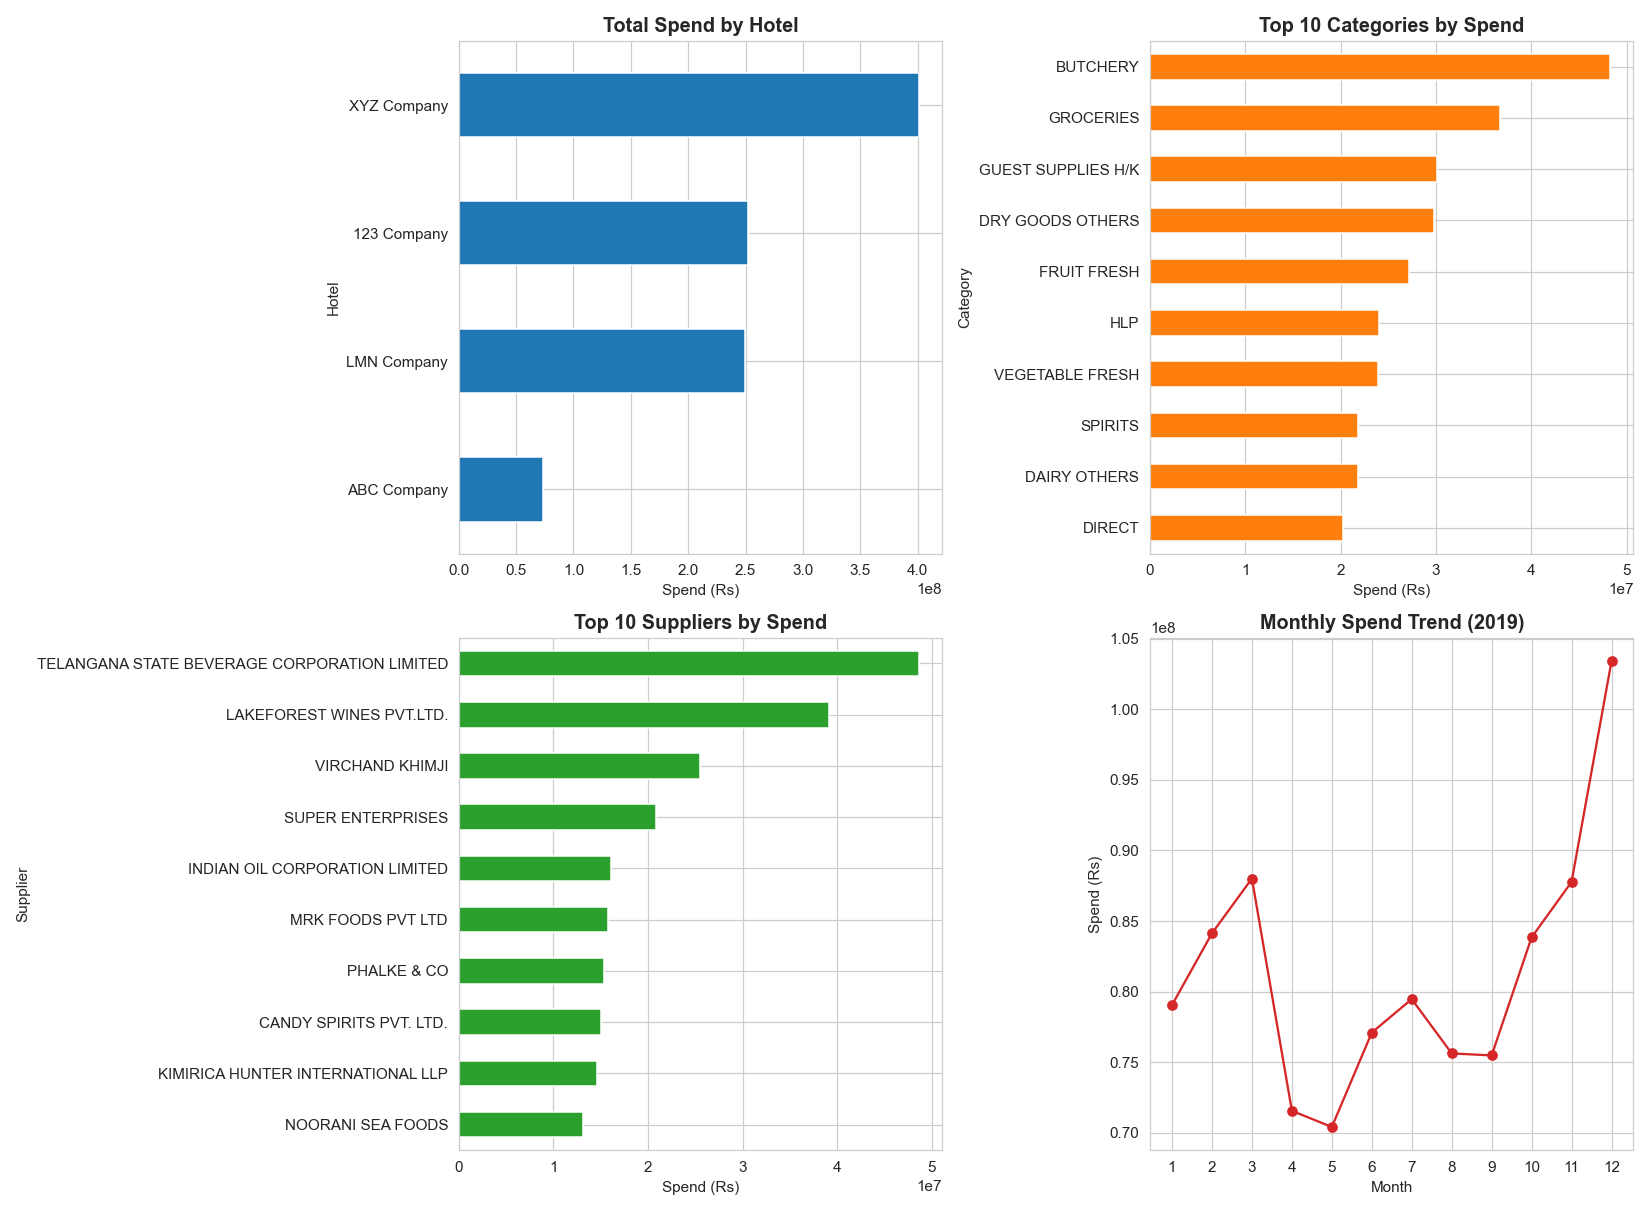 Total Spend by Hotel
Hotel
XYZ Company
123 Company
LMN Company
ABC Company
0.0 0.5 1.0 1.5 2.0 2.5 3.0 3.5 4.0
1e8
Spend (Rs)
Top 10 Categories by Spend
Category
BUTCHERY
GROCERIES
GUEST SUPPLIES H/K
DRY GOODS OTHERS
FRUIT FRESH
HLP
VEGETABLE FRESH
SPIRITS
DAIRY OTHERS
DIRECT
0 1 2 3 4 5
1e7
Spend (Rs)
Top 10 Suppliers by Spend
Supplier
TELANGANA STATE BEVERAGE CORPORATION LIMITED
LAKEFOREST WINES PVT.LTD.
VIRCHAND KHIMJI
SUPER ENTERPRISES
INDIAN OIL CORPORATION LIMITED
MRK FOODS PVT LTD
PHALKE & CO
CANDY SPIRITS PVT. LTD.
KIMIRICA HUNTER INTERNATIONAL LLP
NOORANI SEA FOODS
0 1 2 3 4 5
1e7
Spend (Rs)
Monthly Spend Trend (2019)
1e8
Spend (Rs)
1.05
1.00
0.95
0.90
0.85
0.80
0.75
0.70
1 2 3 4 5 6 7 8 9 10 11 12
Month